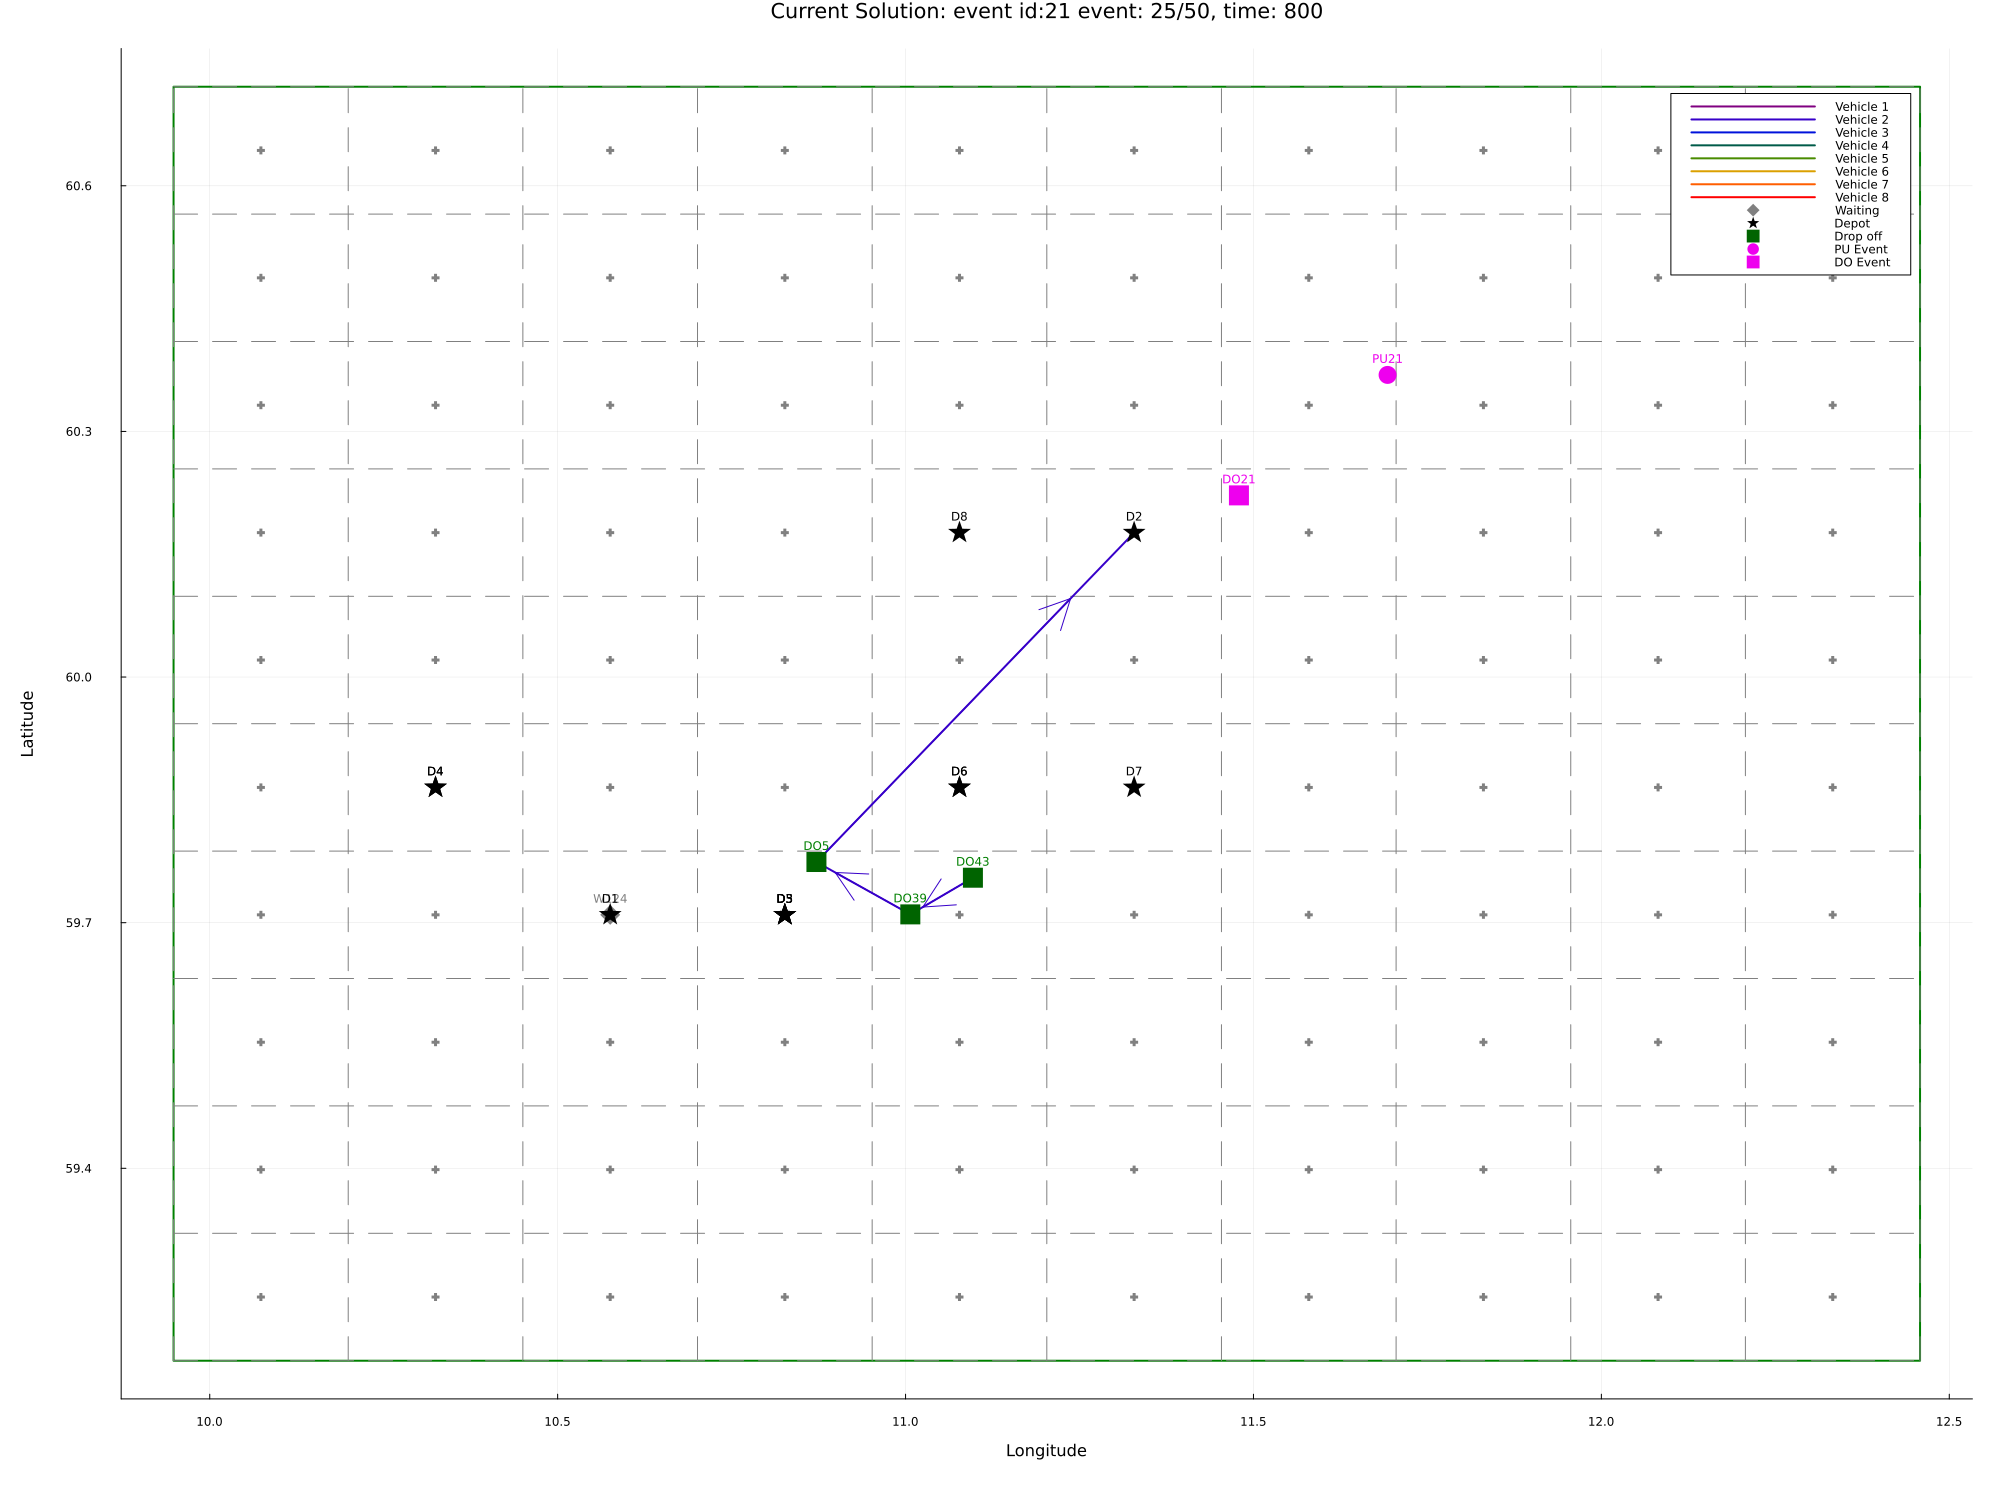 Current Solution: event id:21 event: 25/50, time: 800
Vehicle 1
Vehicle 2
Vehicle 3
Vehicle 4
Vehicle 5
Vehicle 6
Vehicle 7
Vehicle 8
Waiting
Depot
Drop off
PU Event
DO Event
60.6
PU21
60.3
DO21
D8
D2
60.0
Latitude
D4
D6
D7
DO5
DO43
D1
DO39
59.7
59.4
10.0
10.5
11.0
11.5
12.0
12.5
Longitude